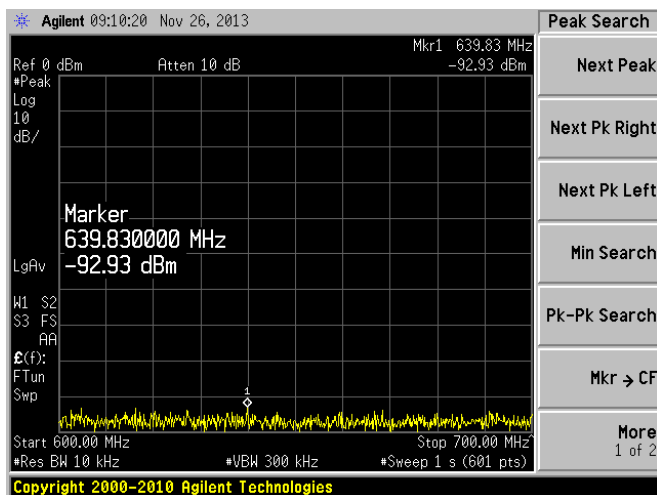 Agilent 09:10:20 Nov 26, 2013
Peak Search
Mkr1 639.83 MHz
Ref 0 dBm Atten 10 dB -92.93 dBm
#Peak
Log
10
dB/
Marker
639.830000 MHz
-92.93 dBm
LgAv
W1 S2
S3 FS
AA
£(f):
FTun
Swp
1
Start 600.00 MHz Stop 700.00 MHz^
#Res BW 10 kHz #VBW 300 kHz #Sweep 1 s (601 pts)
Copyright 2000-2010 Agilent Technologies
Next Peak
Next Pk Right
Next Pk Left
Min Search
Pk-Pk Search
Mkr → CF
More
1 of 2